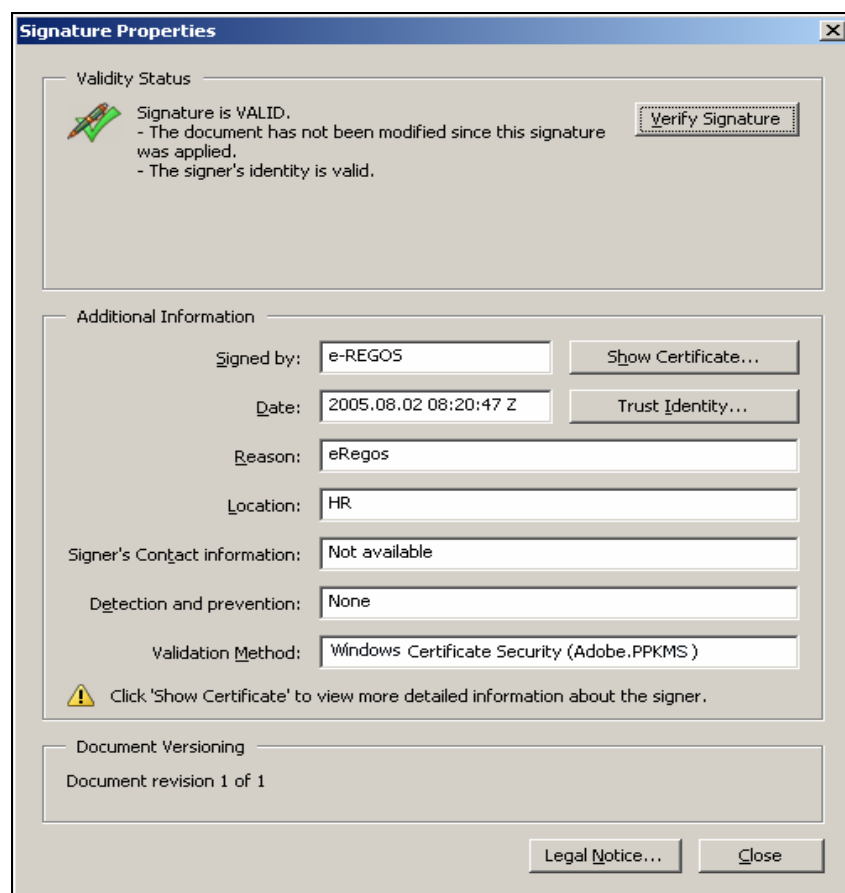 Signature Properties
Validity Status
Signature is VALID.
- The document has not been modified since this signature
was applied.
- The signer's identity is valid.
Verify Signature
Additional Information
Signed by: e-REGOS Show Certificate...
Date: 2005.08.02 08:20:47 Z Trust Identity...
Reason: eRegos
Location: HR
Signer's Contact information: Not available
Detection and prevention: None
Validation Method: Windows Certificate Security (Adobe.PPKMS )
Click 'Show Certificate' to view more detailed information about the signer.
Document Versioning
Document revision 1 of 1
Legal Notice... Close